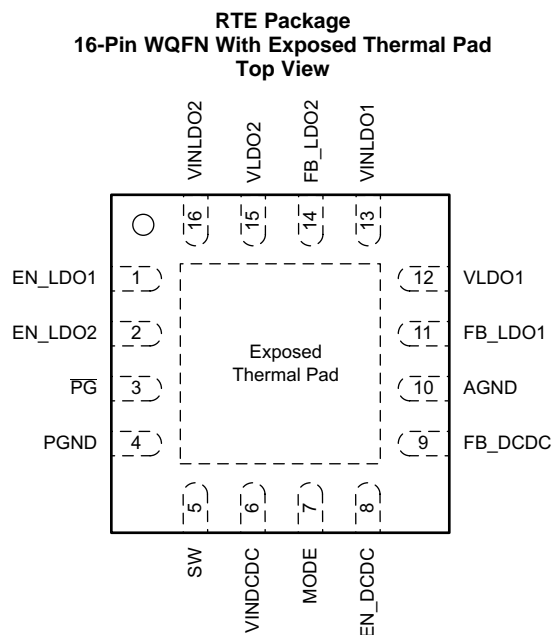 RTE Package
16-Pin WQFN With Exposed Thermal Pad
Top View
VINLDO2
VLDO2
FB_LDO2
VINLDO1
16
15
14
13
EN_LDO1
1
12
VLDO1
EN_LDO2
2
11
FB_LDO1
Exposed
Thermal Pad
PG
3
10
AGND
PGND
4
9
FB_DCDC
5
6
7
8
SW
VINDCDC
MODE
EN_DCDC